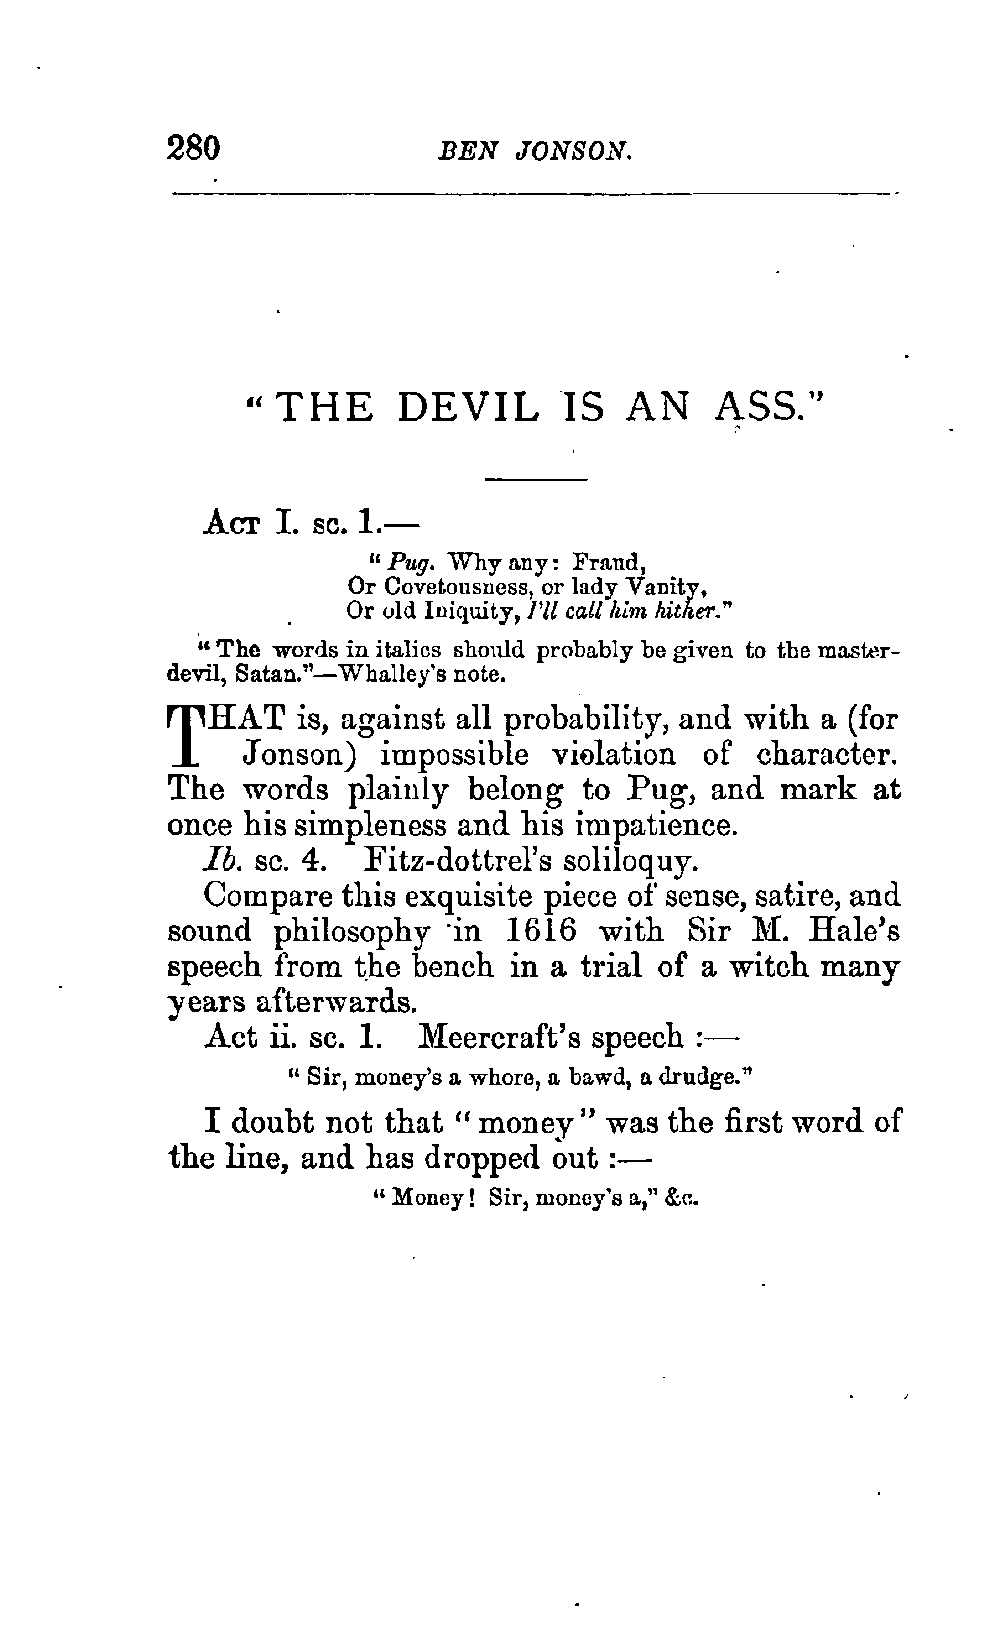 280 BEN JONSON.
"THE DEVIL IS AN ASS."
ACT I. sc. 1.—
"Pug. Why any: Fraud,
Or Covetousness, or lady Vanity,
Or old Iniquity, I'll call him hither."
"The words in italics should probably be given to the master-
devil, Satan."—Whalley's note.
THAT is, against all probability, and with a (for
Jonson) impossible violation of character.
The words plainly belong to Pug, and mark at
once his simpleness and his impatience.
Ib. sc. 4. Fitz-dottrel's soliloquy.
Compare this exquisite piece of sense, satire, and
sound philosophy in 1616 with Sir M. Hale's
speech from the bench in a trial of a witch many
years afterwards.
Act ii. sc. 1. Meercraft's speech :—
"Sir, money's a whore, a bawd, a drudge."
I doubt not that "money" was the first word of
the line, and has dropped out :—
"Money! Sir, money's a," &c.